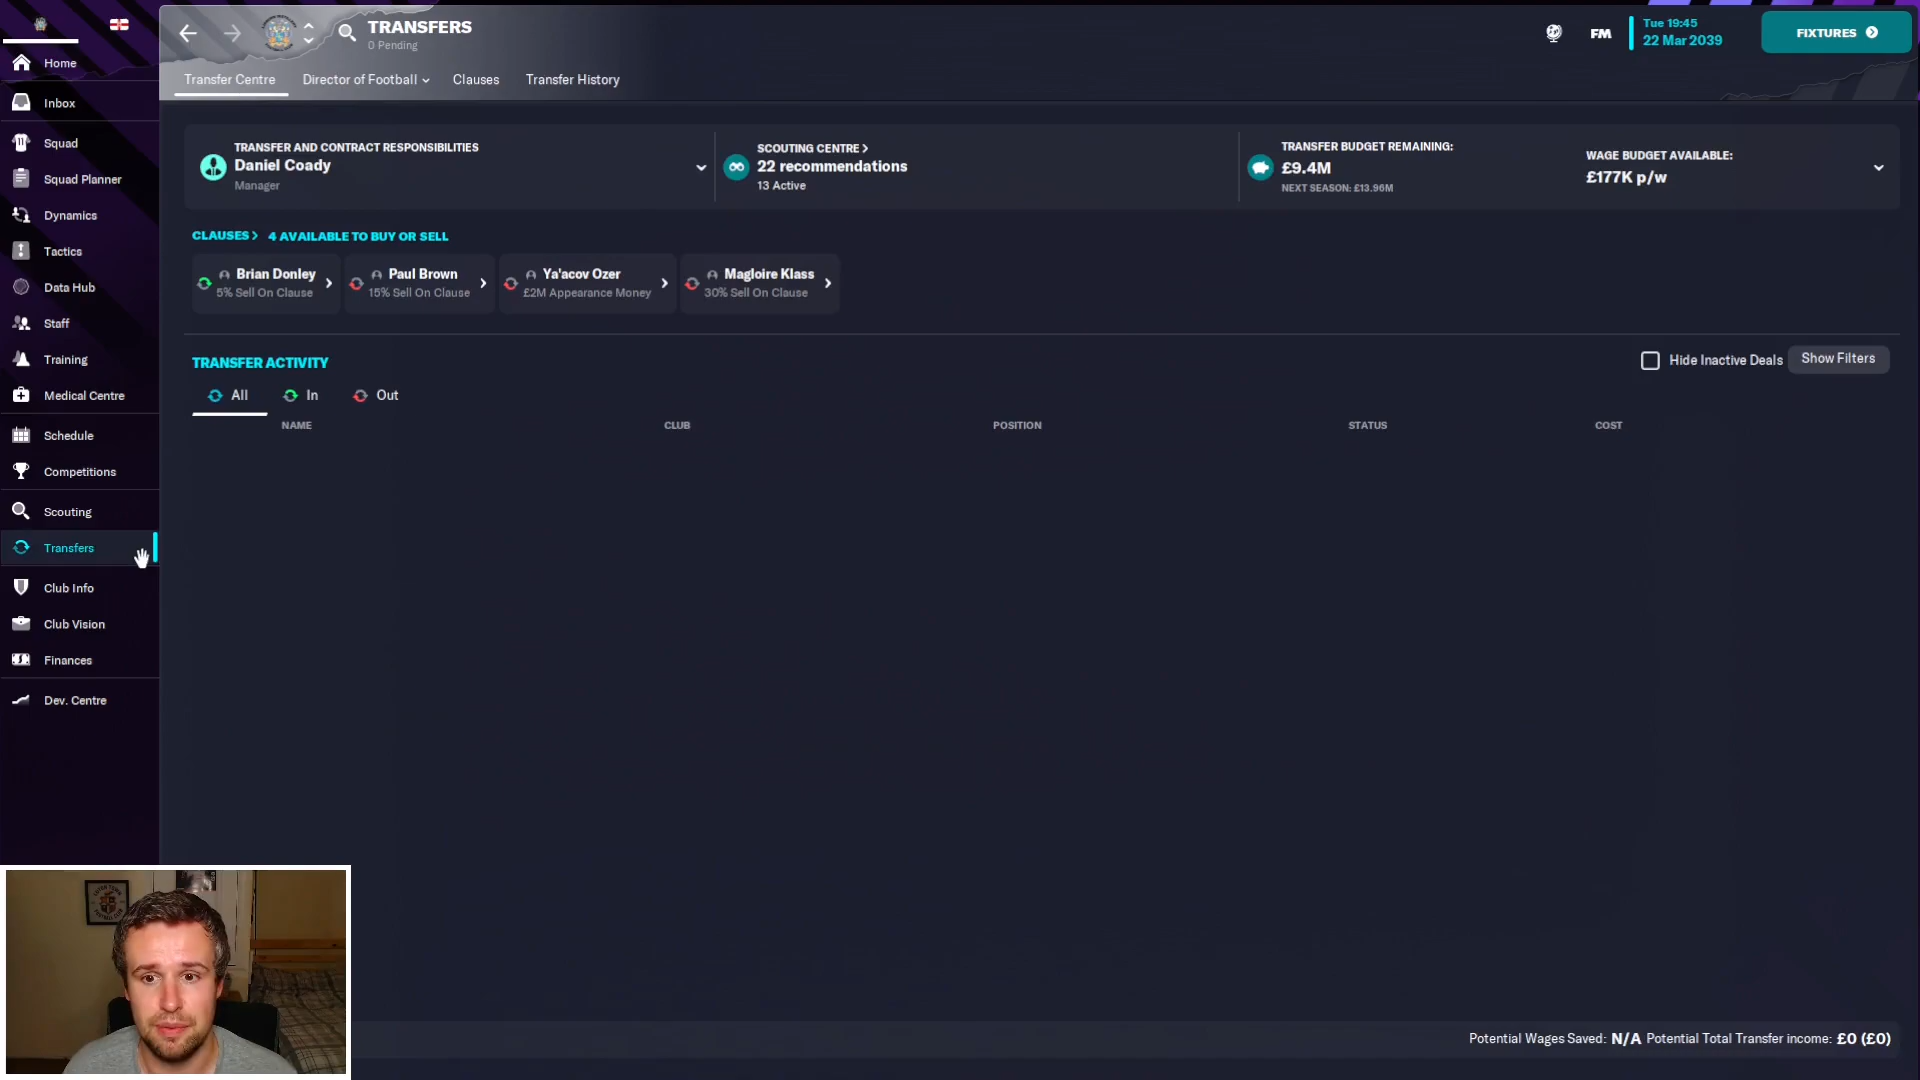 TRANSFERS
0 Pending
FM
Tue 19:45
22 Mar 2039
FIXTURES
Transfer Centre
Director of Football
Clauses
Transfer History
Home
Inbox
Squad
Squad Planner
Dynamics
Tactics
Data Hub
Staff
Training
Medical Centre
Schedule
Competitions
Scouting
Transfers
Club Info
Club Vision
Finances
Dev. Centre
TRANSFER AND CONTRACT RESPONSIBILITIES
Daniel Coady
Manager
SCOUTING CENTRE >
22 recommendations
13 Active
TRANSFER BUDGET REMAINING:
£9.4M
NEXT SEASON: £13.96M
WAGE BUDGET AVAILABLE:
£177K p/w
CLAUSES > 4 AVAILABLE TO BUY OR SELL
Brian Donley
5% Sell On Clause
Paul Brown
15% Sell On Clause
Ya'acov Ozer
£2M Appearance Money
Magloire Klass
30% Sell On Clause
TRANSFER ACTIVITY
Hide Inactive Deals
Show Filters
All In Out
NAME CLUB POSITION STATUS COST
LUTON TOWN
Potential Wages Saved: N/A Potential Total Transfer income: £0 (£0)